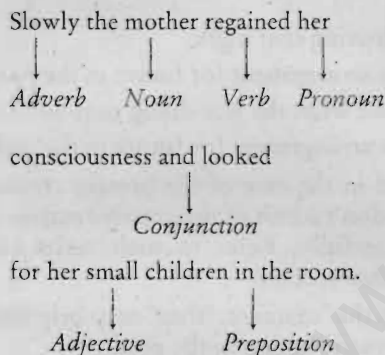 Slowly the mother regained her
Adverb Noun Verb Pronoun
consciousness and looked
Conjunction
for her small children in the room.
Adjective Preposition